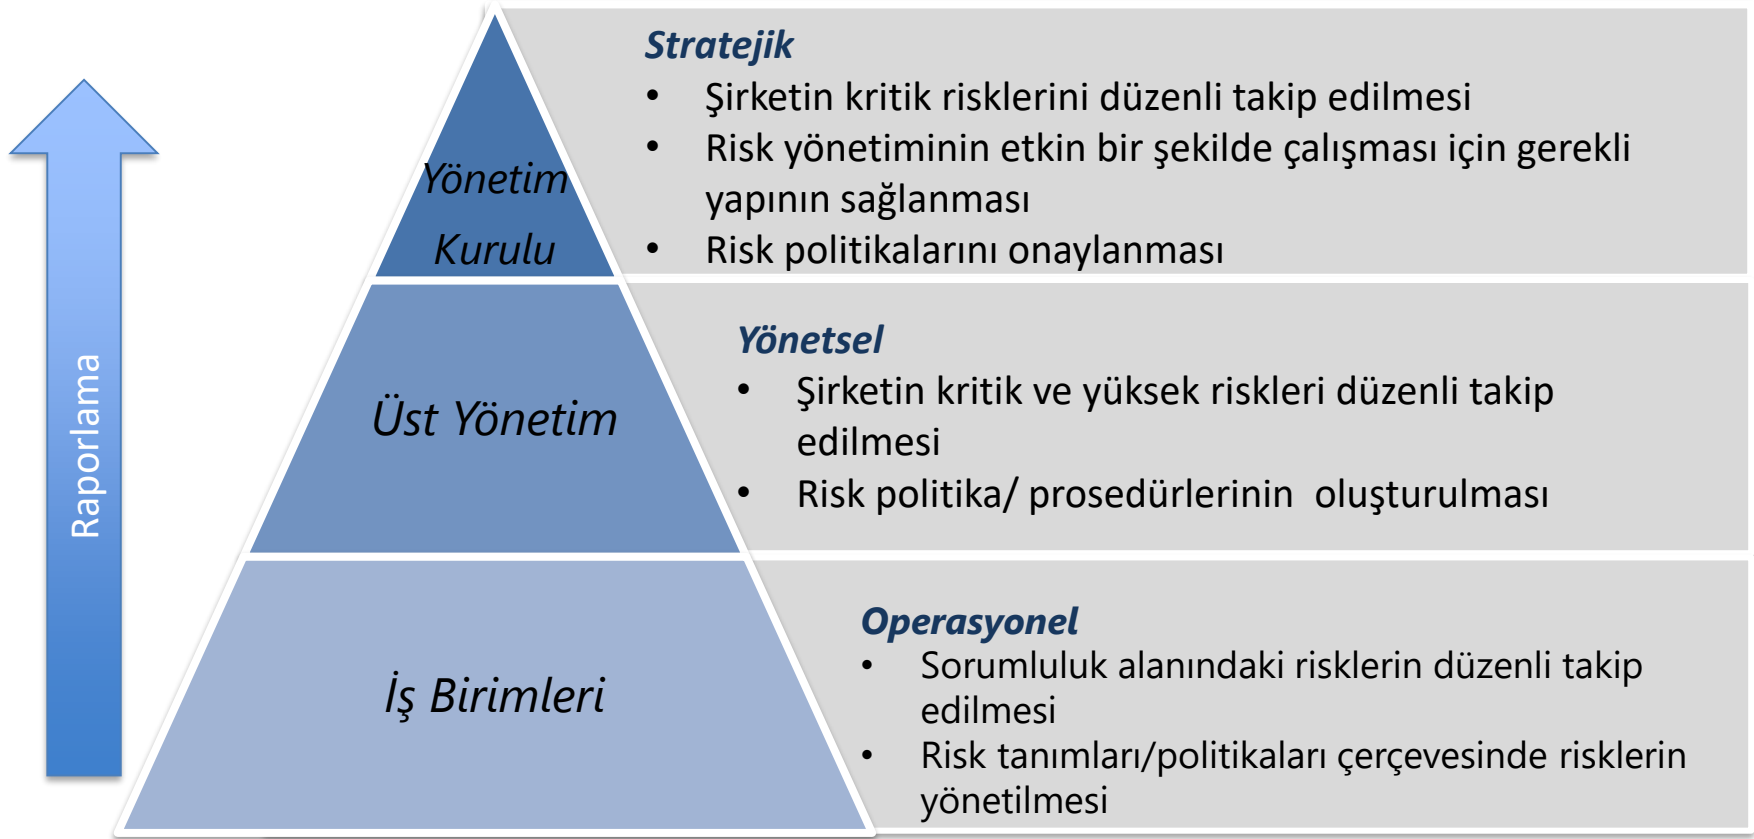 Raporlama
Yönetim
Kurulu
Stratejik
• Şirketin kritik risklerini düzenli takip edilmesi
• Risk yönetiminin etkin bir şekilde çalışması için gerekli
yapının sağlanması
• Risk politikalarını onaylanması
Üst Yönetim
Yönetsel
• Şirketin kritik ve yüksek riskleri düzenli takip
edilmesi
• Risk politika/ prosedürlerinin oluşturulması
İş Birimleri
Operasyonel
• Sorumluluk alanındaki risklerin düzenli takip
edilmesi
• Risk tanımları/politikaları çerçevesinde risklerin
yönetilmesi